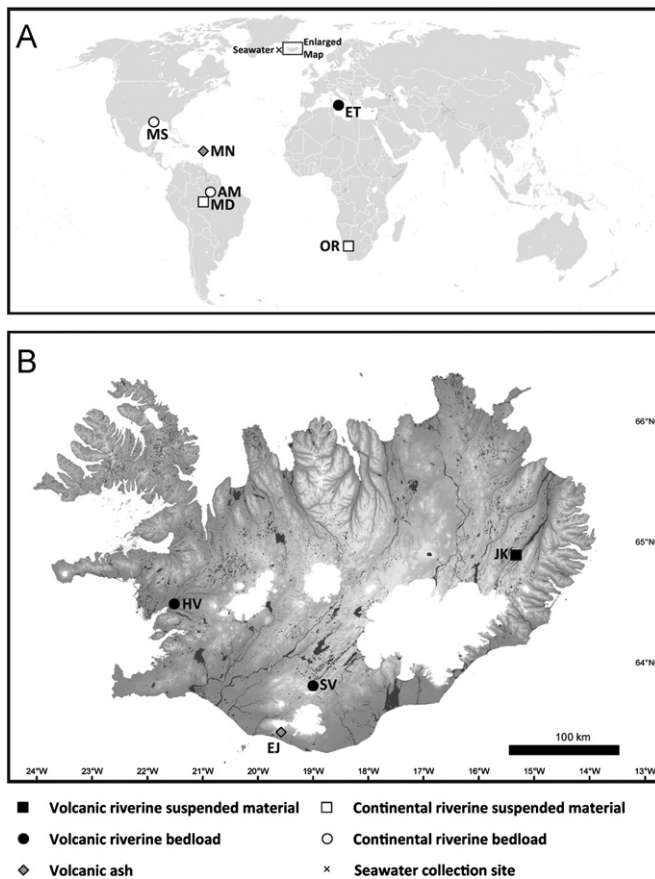 A
Seawater
Enlarged
Map
ET
MS
MN
AM
MD
OR
B
66°N
65°N
JK
HV
SV
64°N
EJ
100 km
24°W 23°W 22°W 21°W 20°W 19°W 18°W 17°W 16°W 15°W 14°W 13°W
Volcanic riverine suspended material
Continental riverine suspended material
Volcanic riverine bedload
Continental riverine bedload
Volcanic ash
Seawater collection site